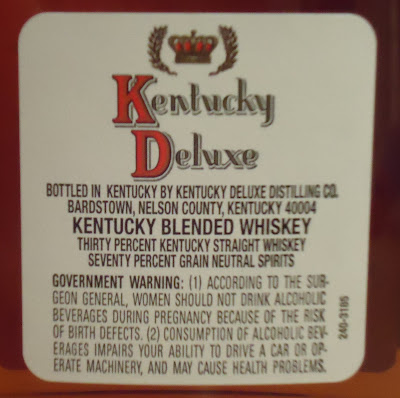 Kentucky
Deluxe
BOTTLED IN KENTUCKY BY KENTUCKY DELUXE DISTILLING CO.
BARDSTOWN, NELSON COUNTY, KENTUCKY 40004
KENTUCKY BLENDED WHISKEY
THIRTY PERCENT KENTUCKY STRAIGHT WHISKEY
SEVENTY PERCENT GRAIN NEUTRAL SPIRITS
GOVERNMENT WARNING: (1) ACCORDING TO THE SUR-
GEON GENERAL, WOMEN SHOULD NOT DRINK ALCOHOLIC
BEVERAGES DURING PREGNANCY BECAUSE OF THE RISK
OF BIRTH DEFECTS. (2) CONSUMPTION OF ALCOHOLIC BEV-
ERAGES IMPAIRS YOUR ABILITY TO DRIVE A CAR OR OP-
ERATE MACHINERY, AND MAY CAUSE HEALTH PROBLEMS.
240-3185